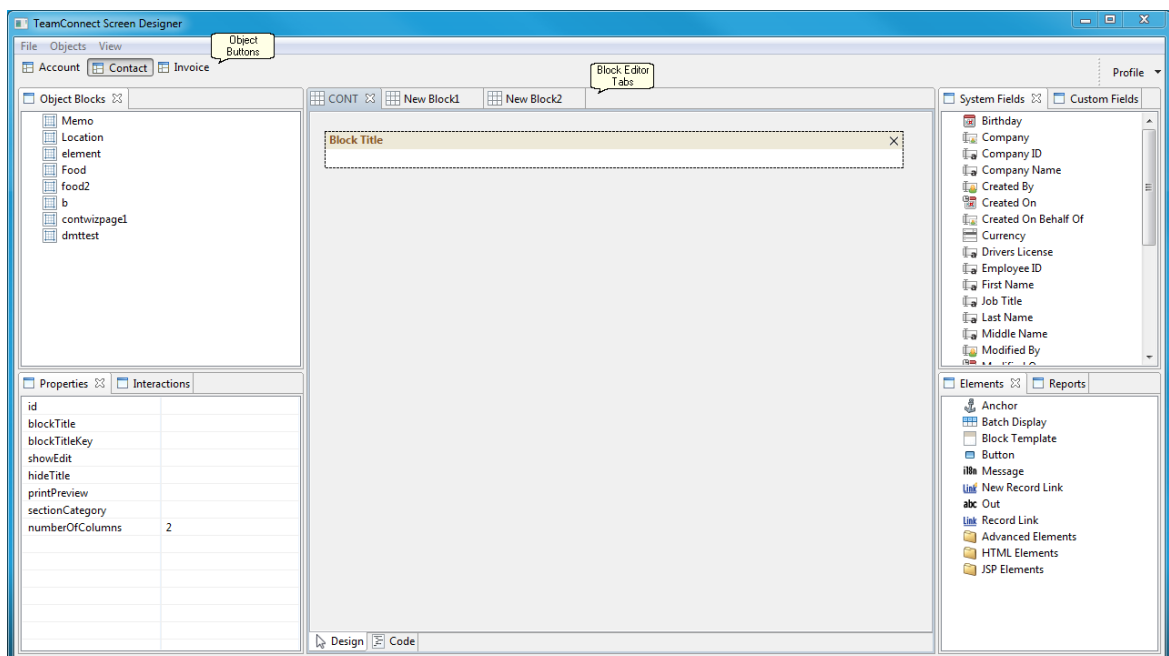 TeamConnect Screen Designer
File Objects View
Object
Buttons
Account Contact Invoice
Block Editor
Tabs
Profile
Object Blocks
CONT New Block1 New Block2
System Fields Custom Fields
Memo
Location
element
Food
food2
b
contwizpage1
dmttest
Block Title
Birthday
Company
Company ID
Company Name
Created By
Created On
Created On Behalf Of
Currency
Drivers License
Employee ID
First Name
Job Title
Last Name
Middle Name
Modified By
Properties Interactions
id
blockTitle
blockTitleKey
showEdit
hideTitle
printPreview
sectionCategory
numberOfColumns 2
Elements Reports
Anchor
Batch Display
Block Template
Button
i18n Message
Link New Record Link
abc Out
Link Record Link
Advanced Elements
HTML Elements
JSP Elements
Design Code